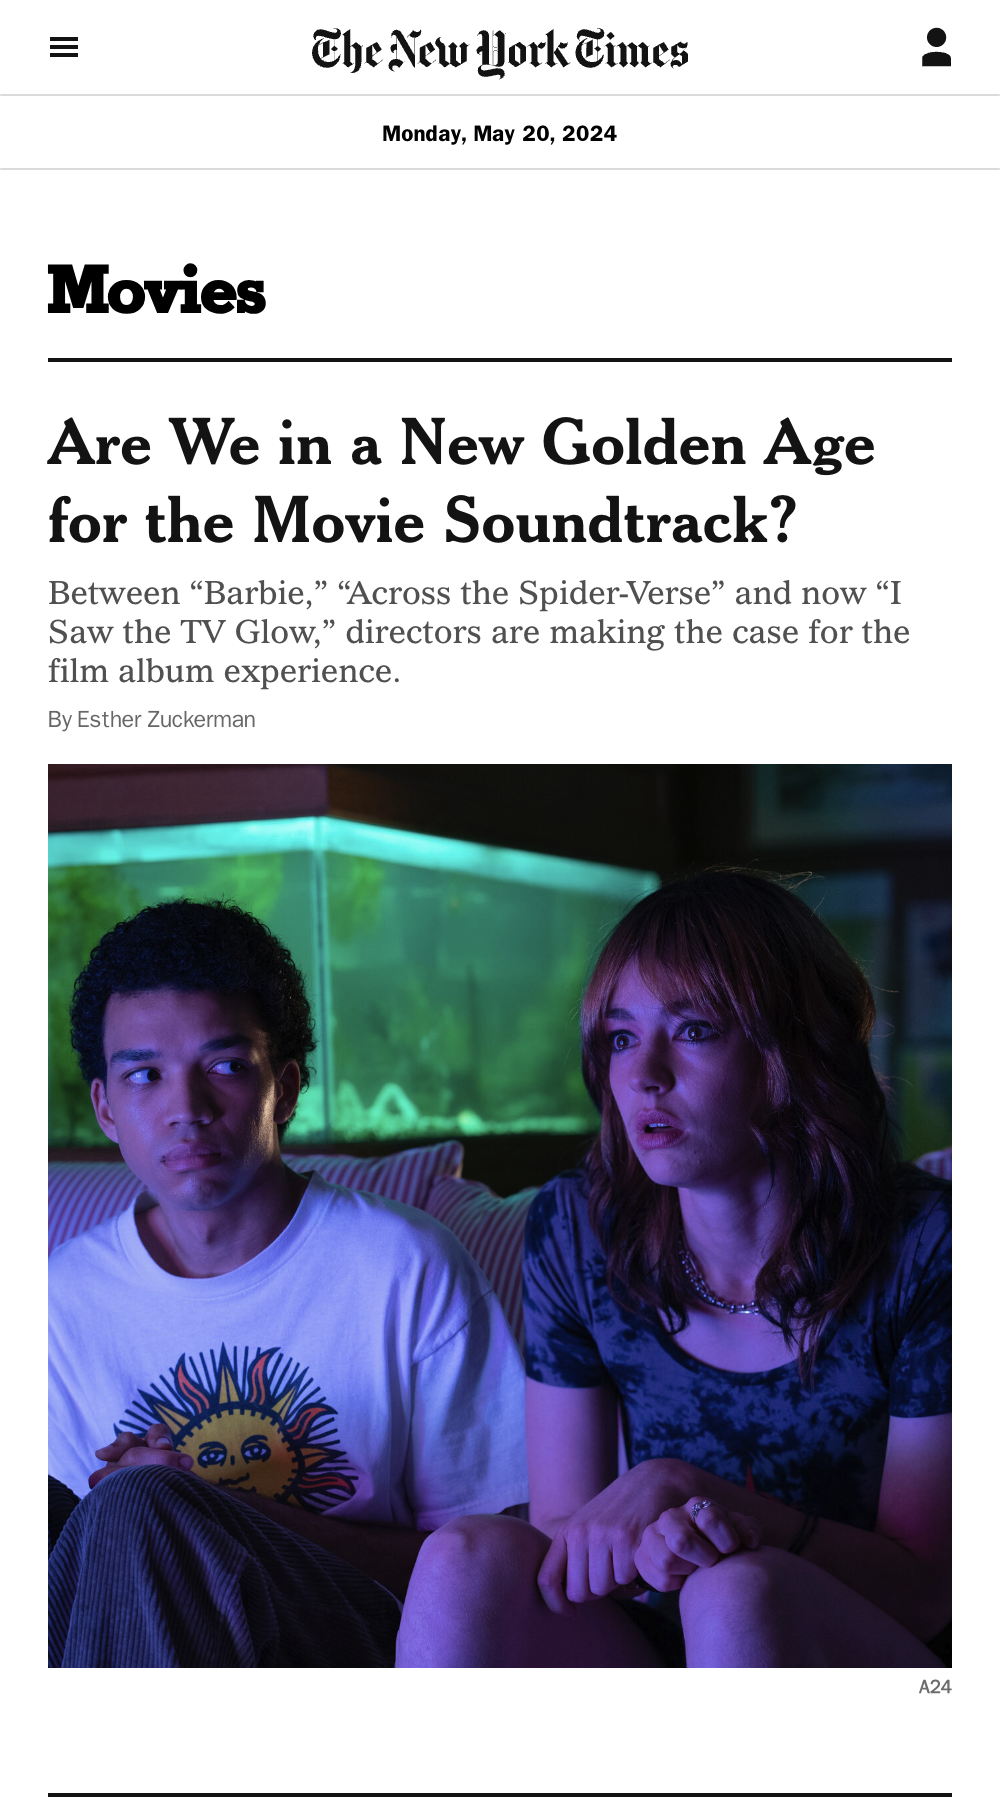 The New York Times
Monday, May 20, 2024
Movies
Are We in a New Golden Age
for the Movie Soundtrack?
Between “Barbie,” “Across the Spider-Verse” and now “I
Saw the TV Glow,” directors are making the case for the
film album experience.
By Esther Zuckerman
A24